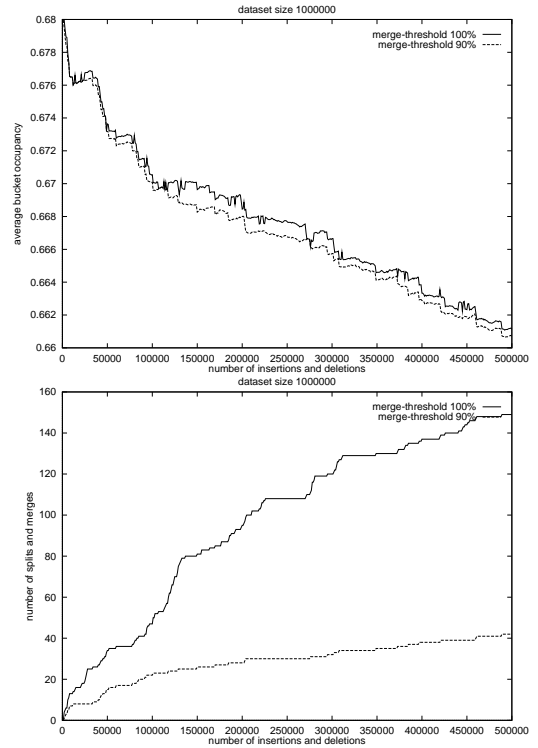 dataset size 1000000
0.68
merge-threshold 100%
merge-threshold 90%
0.678
0.676
0.674
0.672
0.67
0.668
0.666
0.664
0.662
0.66
average bucket occupancy
0 50000 100000 150000 200000 250000 300000 350000 400000 450000 500000
number of insertions and deletions
dataset size 1000000
160
merge-threshold 100%
merge-threshold 90%
140
120
100
80
60
40
20
0
number of splits and merges
0 50000 100000 150000 200000 250000 300000 350000 400000 450000 500000
number of insertions and deletions